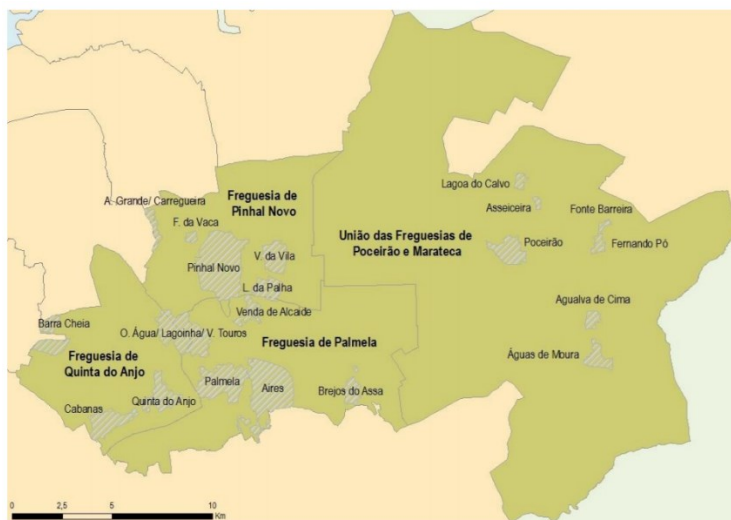 Lagoa do Calvo
A. Grande/ Carregueira
Freguesia de
Pinhal Novo
Asseiceira
Fonte Barreira
F. da Vaca
União das Freguesias de
Poceirão e Marateca
Poceirão
Fernando Pó
V. da Vila
Pinhal Novo
L. da Palha
Agualva de Cima
Venda de Alcaide
Barra Cheia
O. Água/ Lagoinha/ V. Touros
Freguesia de Palmela
Águas de Moura
Freguesia de
Quinta do Anjo
Palmela
Aires
Brejos do Assa
Quinta do Anjo
Cabanas
0 2,5 5 10
Km